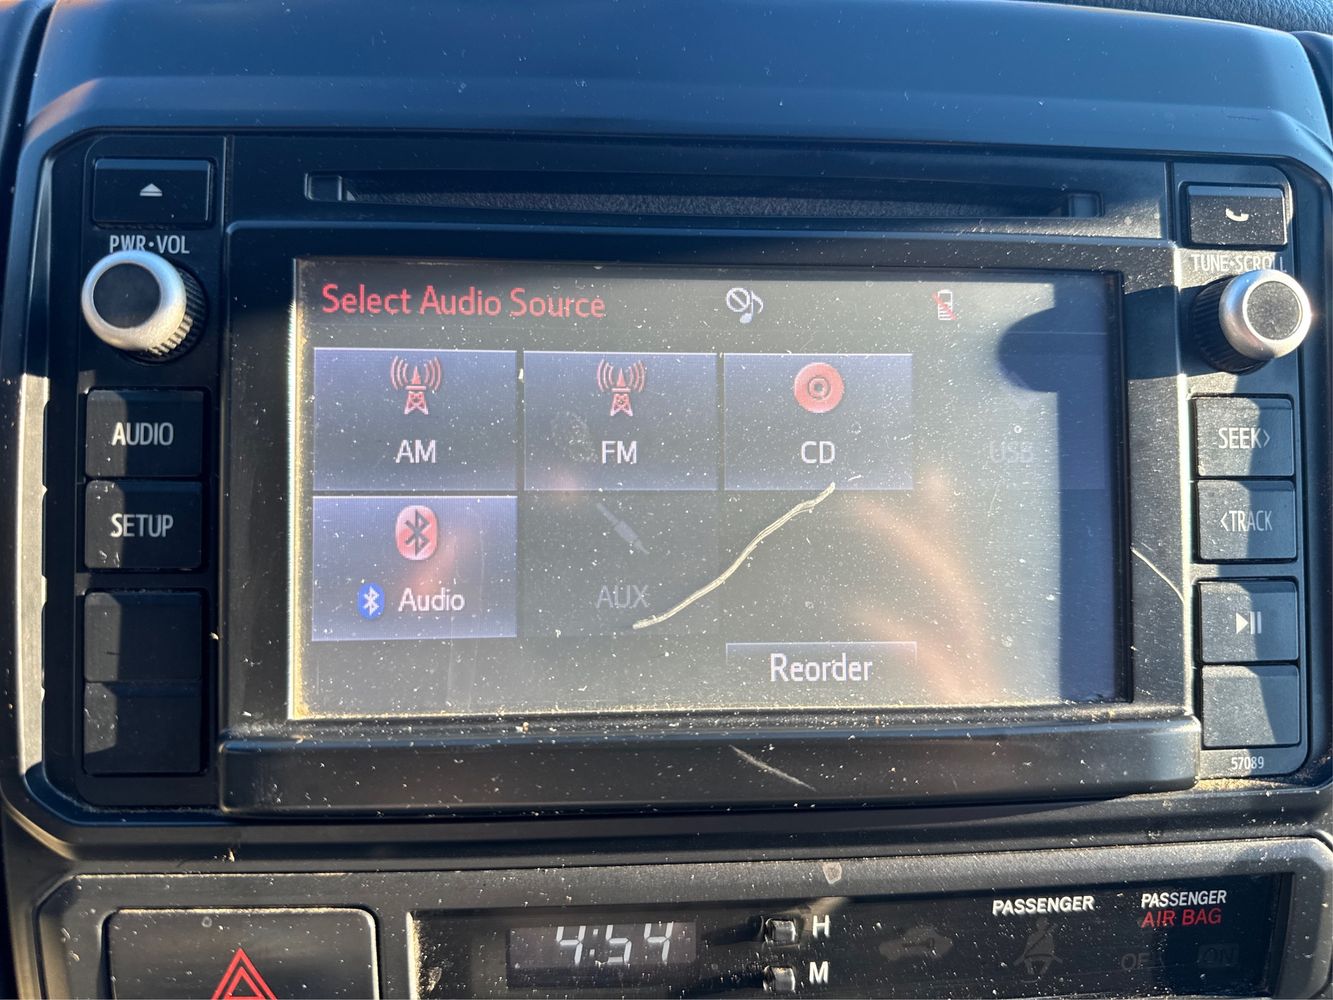 PWR·VOL
TUNE·SCROLL
Select Audio Source
AM
FM
CD
USB
AUDIO
SEEK>
SETUP
<TRACK
Audio
AUX
Reorder
57089
PASSENGER
PASSENGER
AIR BAG
4:54
H
M
OFF
ON